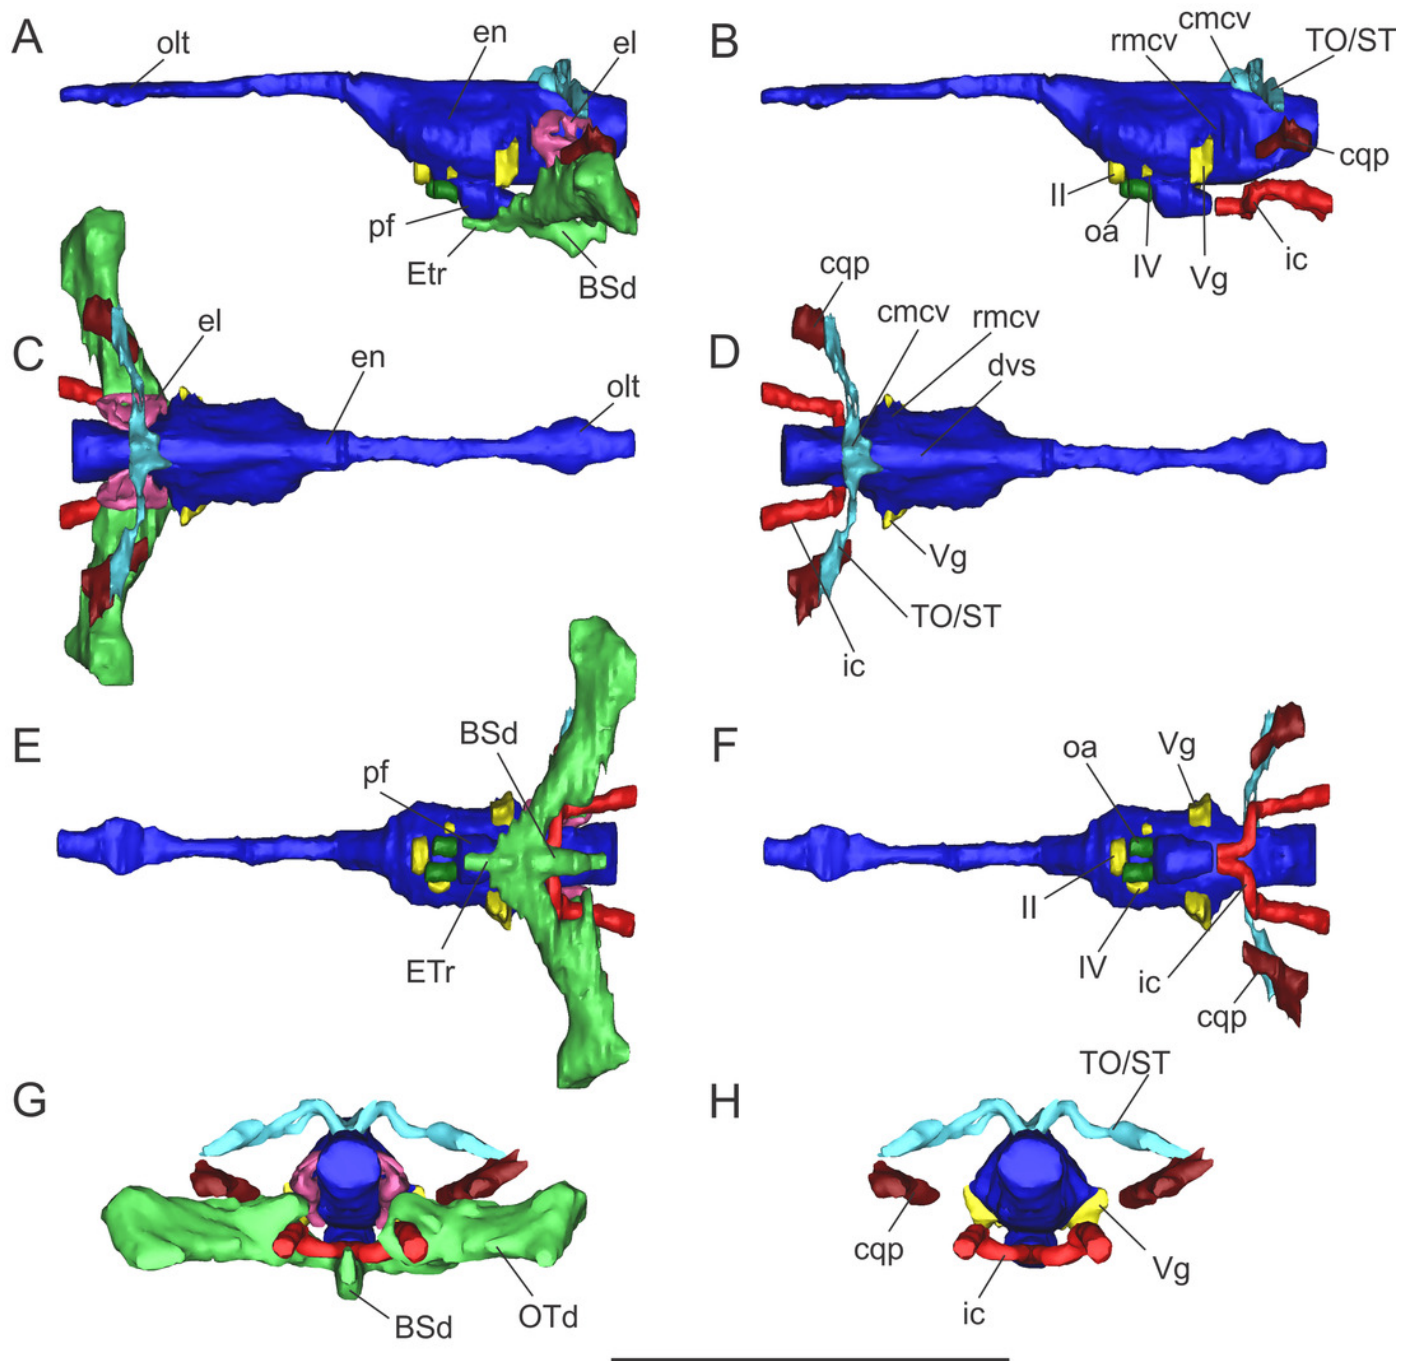 A
olt
en
el
pf
Etr
BSd
B
cmcv
rmcv
TO/ST
cqp
II
oa
IV
Vg
ic
C
el
en
olt
D
cqp
cmcv
rmcv
dvs
Vg
TO/ST
ic
E
BSd
pf
ETr
F
oa
Vg
II
IV
ic
cqp
G
BSd
OTd
H
TO/ST
cqp
Vg
ic